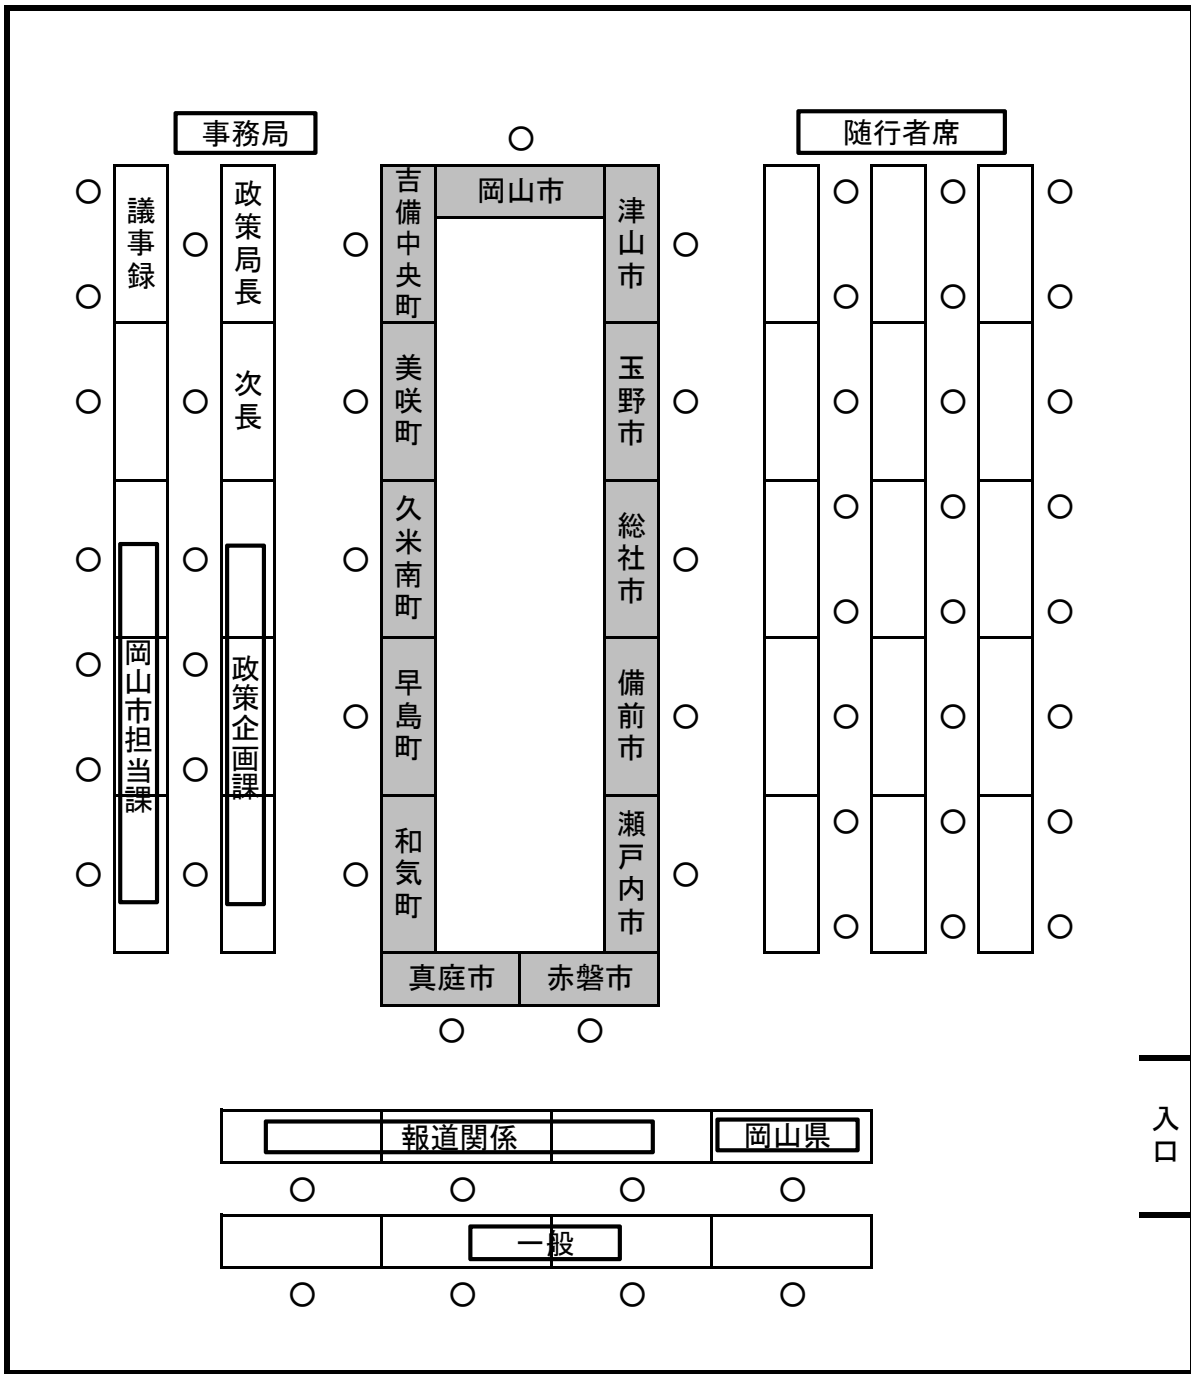 事務局
随行者席
議事録
政策局長
次長
岡山市担当課
政策企画課
岡山市
吉備中央町
美咲町
久米南町
早島町
和気町
津山市
玉野市
総社市
備前市
瀬戸内市
真庭市
赤磐市
報道関係
岡山県
一般
入口